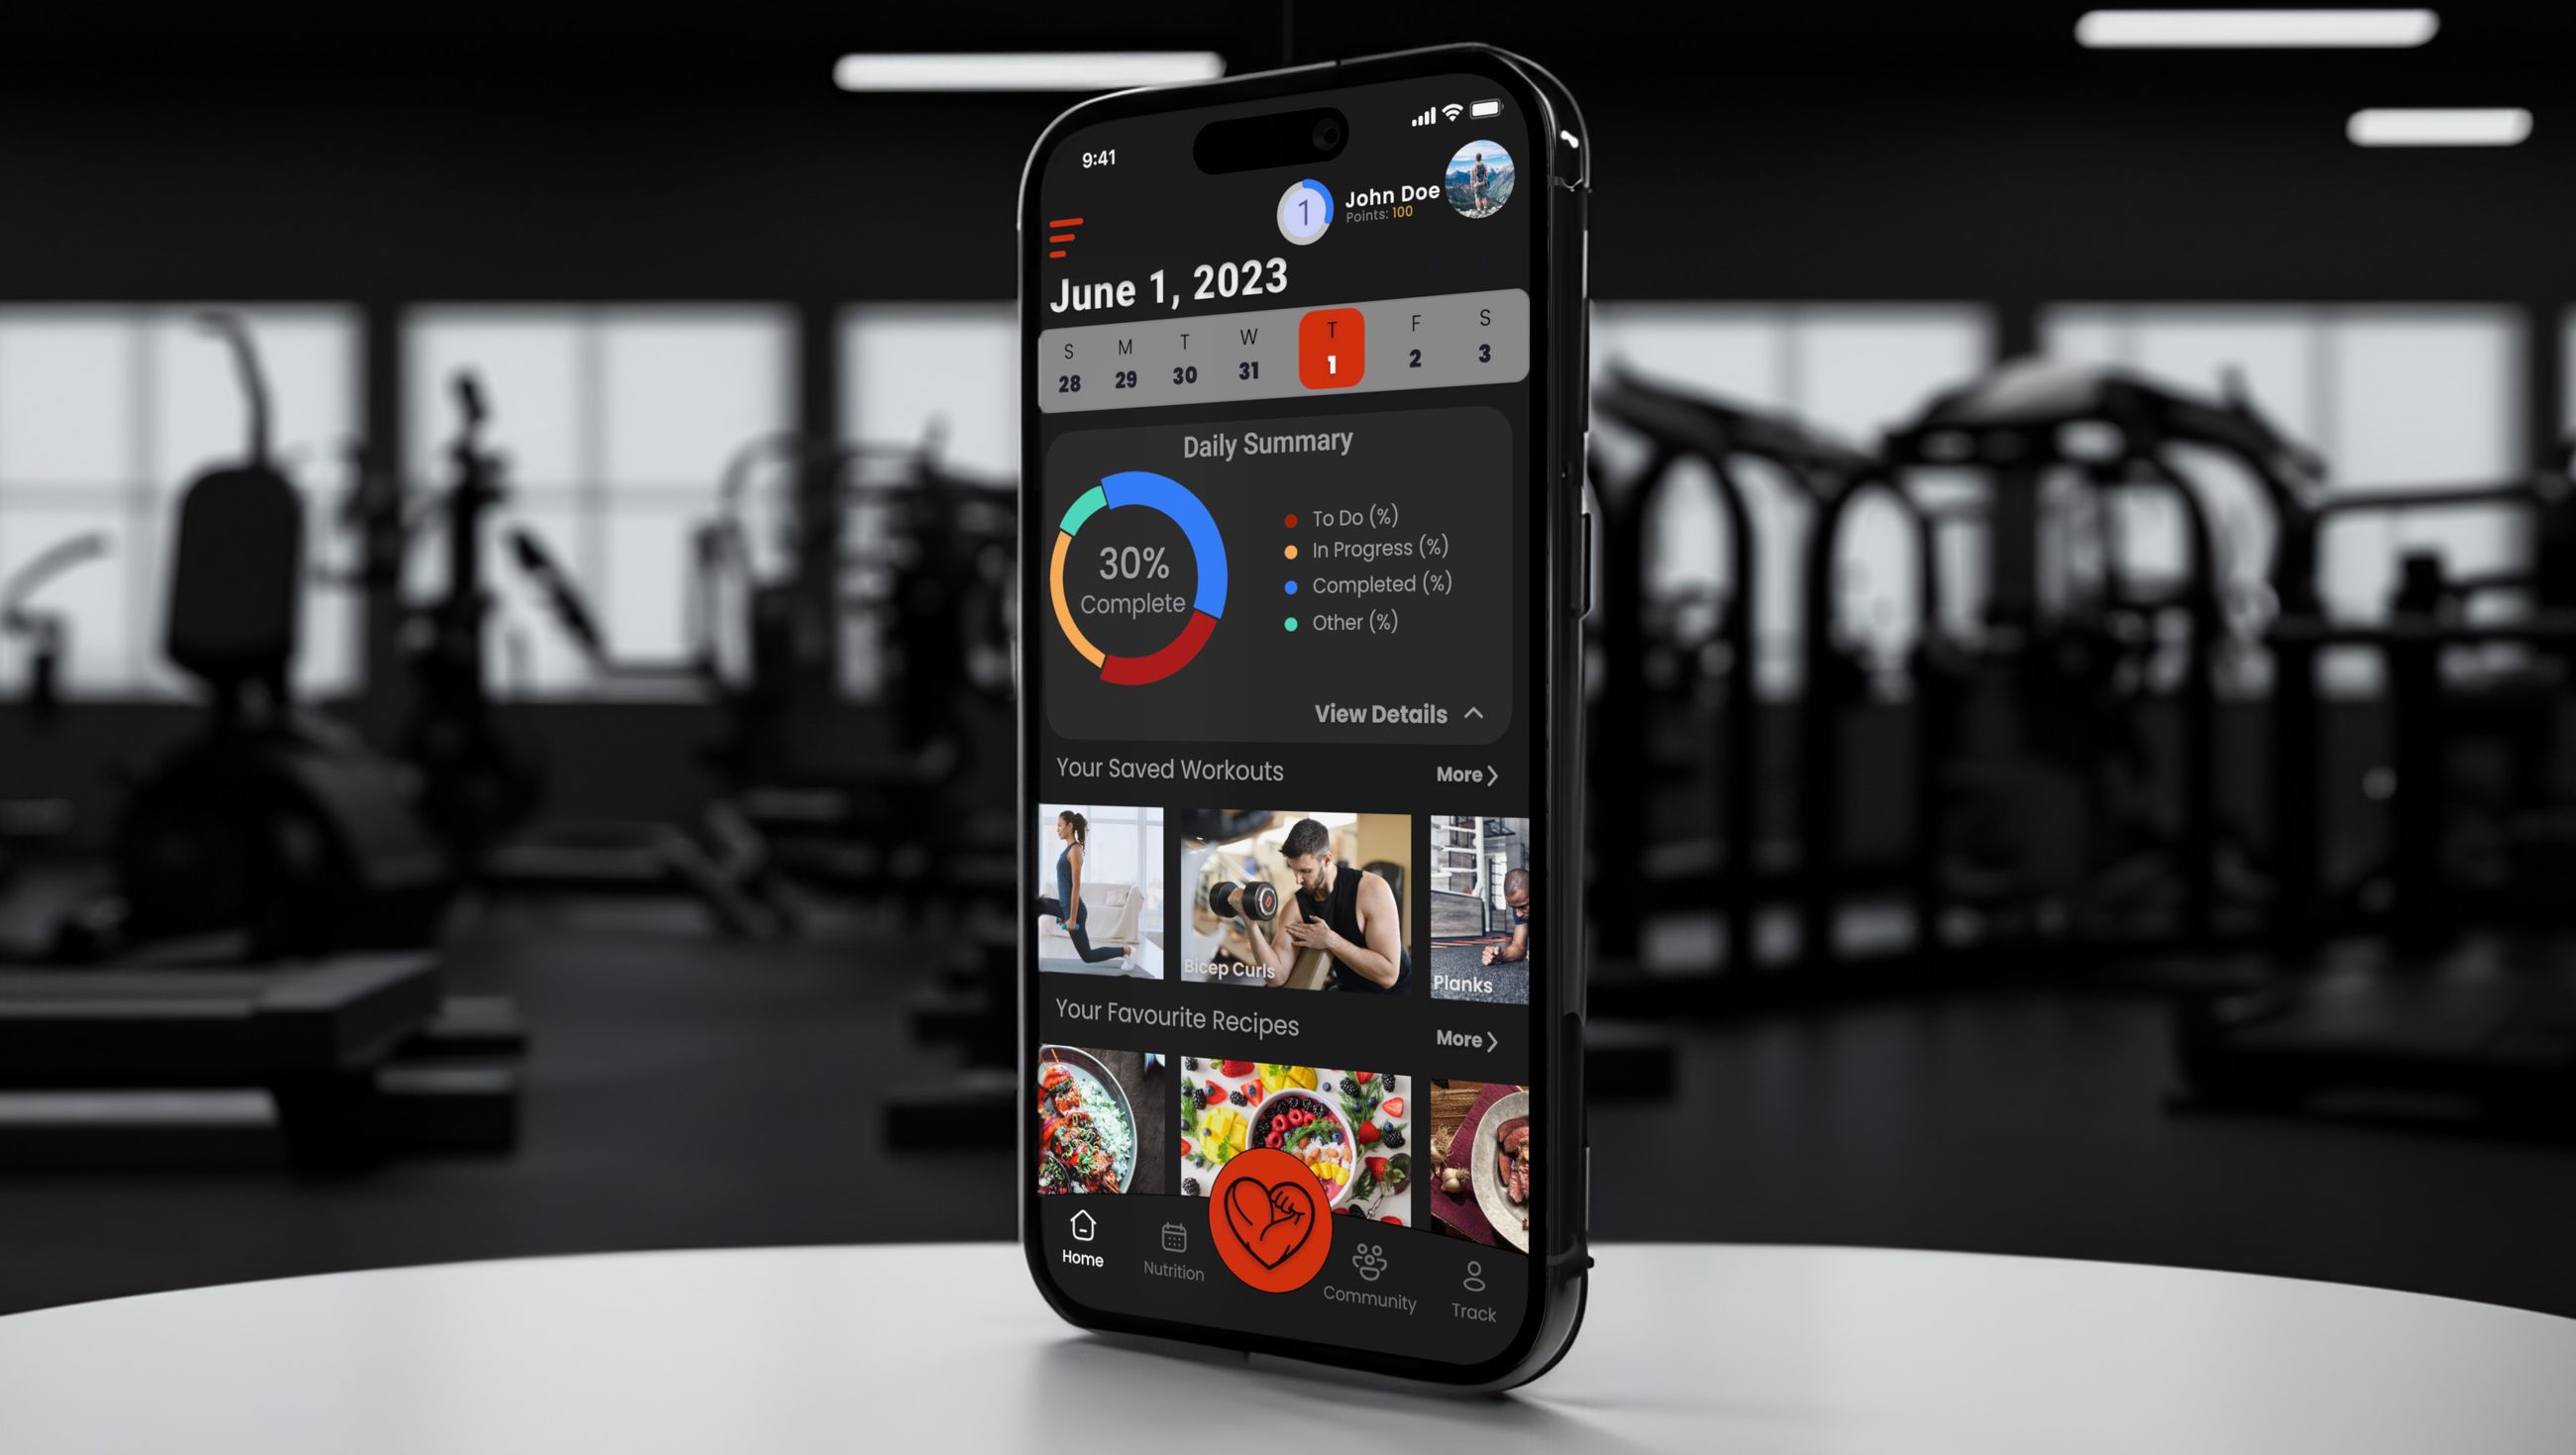 9:41
1
John Doe
Points: 100
June 1, 2023
S M T W T F S
28 29 30 31 1 2 3
Daily Summary
30%
Complete
To Do (%)
In Progress (%)
Completed (%)
Other (%)
View Details
Your Saved Workouts
More
Bicep Curls
Planks
Your Favourite Recipes
More
Home
Nutrition
Community
Track